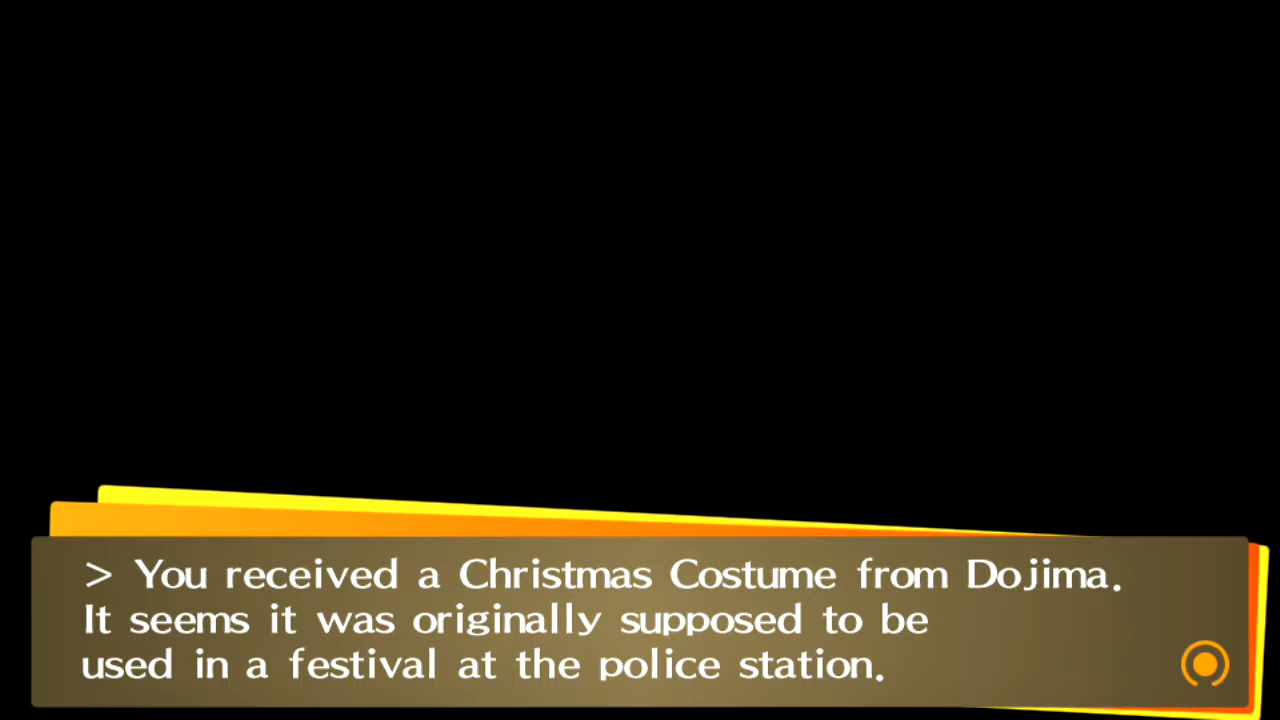 > You received a Christmas Costume from Dojima.
It seems it was originally supposed to be
used in a festival at the police station.